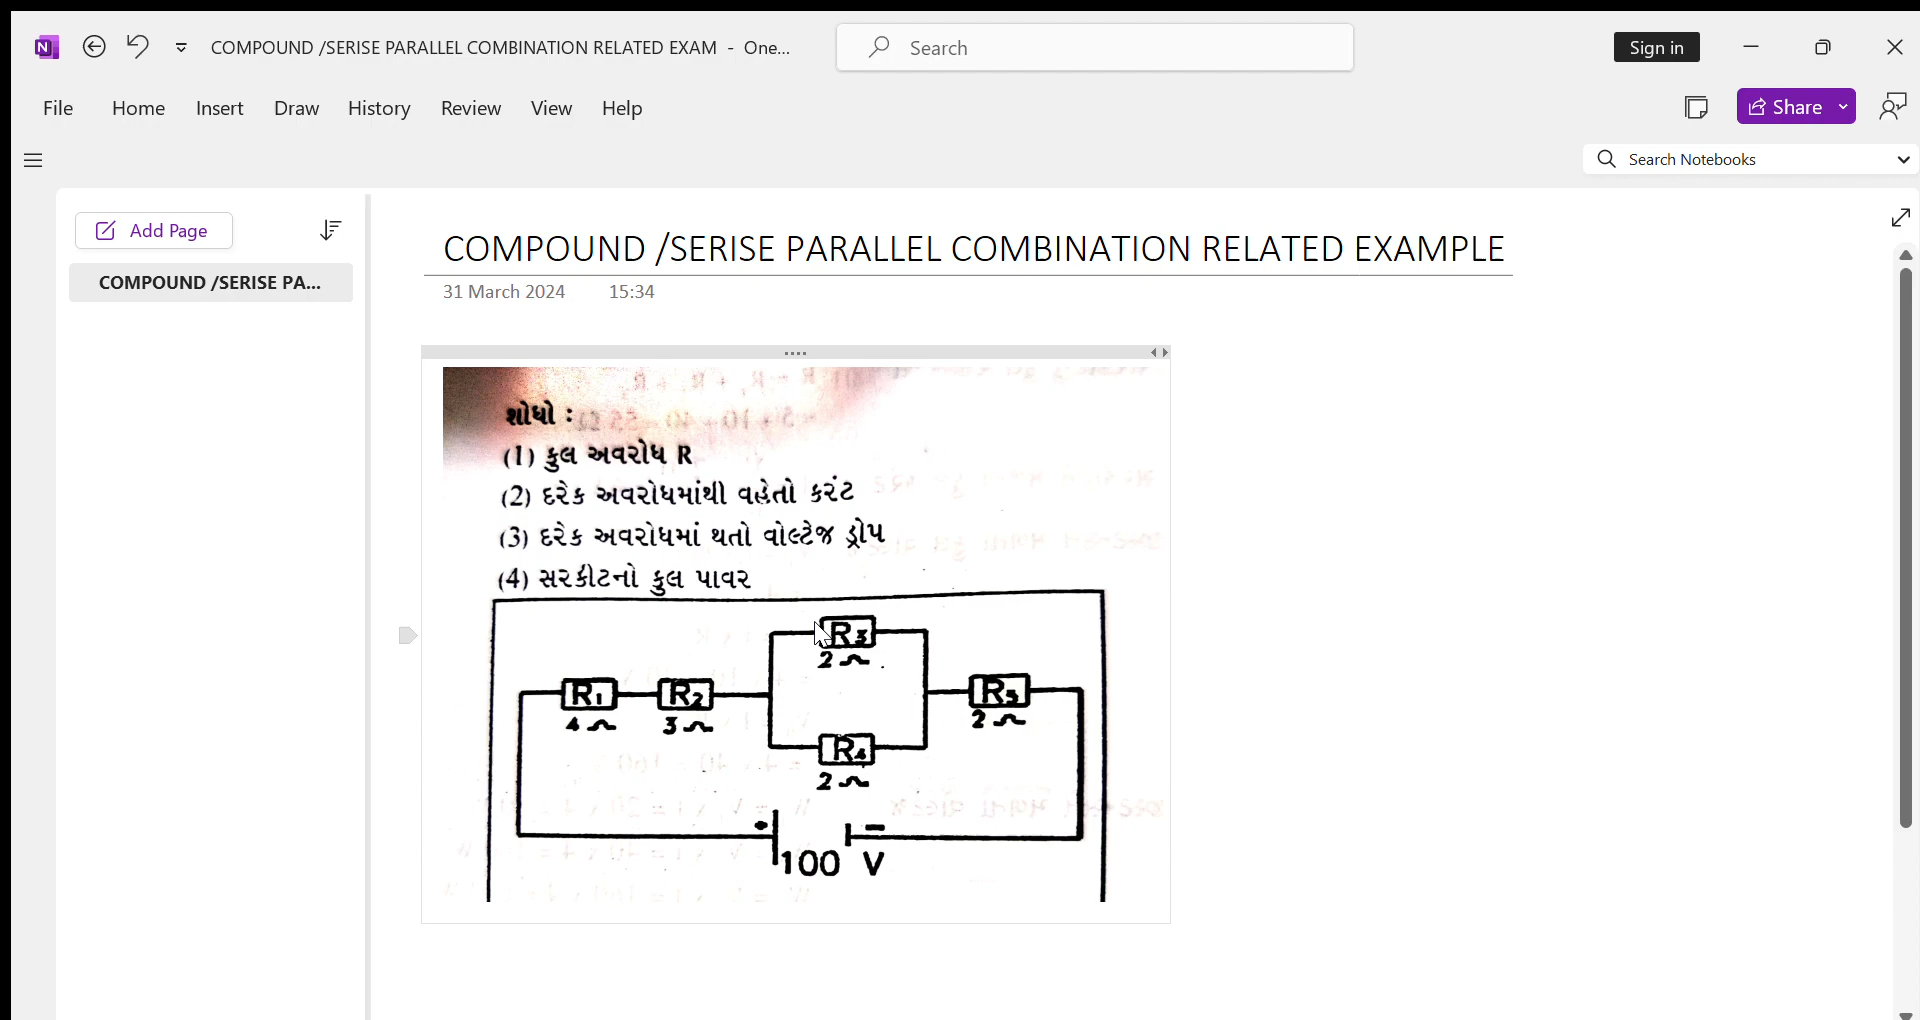 COMPOUND /SERISE PARALLEL COMBINATION RELATED EXAM - One...
Search
Sign in
File Home Insert Draw History Review View Help
Share
Search Notebooks
Add Page
COMPOUND /SERISE PA...
COMPOUND /SERISE PARALLEL COMBINATION RELATED EXAMPLE
31 March 2024 15:34
શોધો :
(1) કુલ અવરોધ R
(2) દરેક અવરોધમાંથી વહેતો કરંટ
(3) દરેક અવરોધમાં થતો વોલ્ટેજ ડ્રોપ
(4) સરકીટનો કુલ પાવર
R3
2
R1 R2 R5
4 3 2
R4
2
+ −
100 V